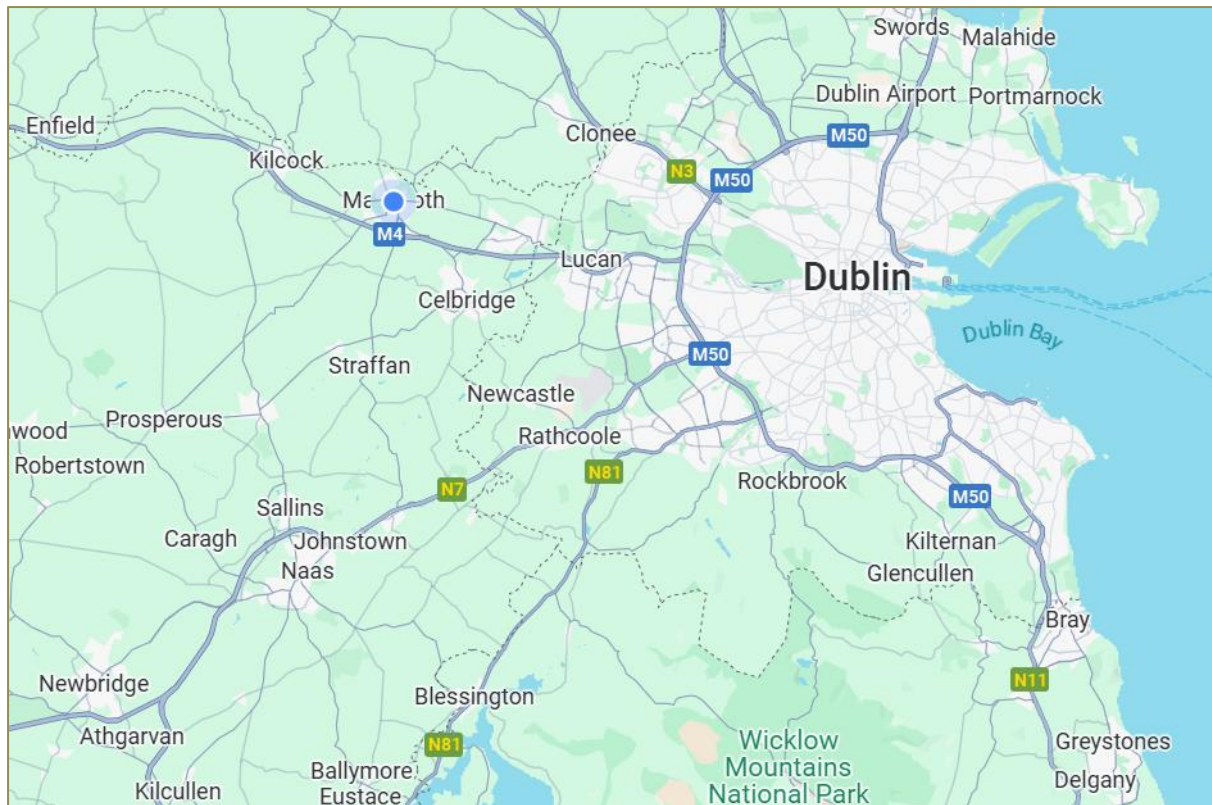 Swords
Malahide
Dublin Airport
Portmarnock
Enfield
Clonee
M50
Kilcock
N3
M50
M4
Lucan
Dublin
Celbridge
Dublin Bay
M50
Straffan
Newcastle
Prosperous
Rathcoole
Robertstown
N81
Rockbrook
N7
M50
Sallins
Caragh
Johnstown
Kilternan
Naas
Glencullen
Bray
Newbridge
N11
Blessington
Athgarvan
N81
Wicklow
Mountains
National Park
Greystones
Ballymore
Eustace
Delgany
Kilcullen